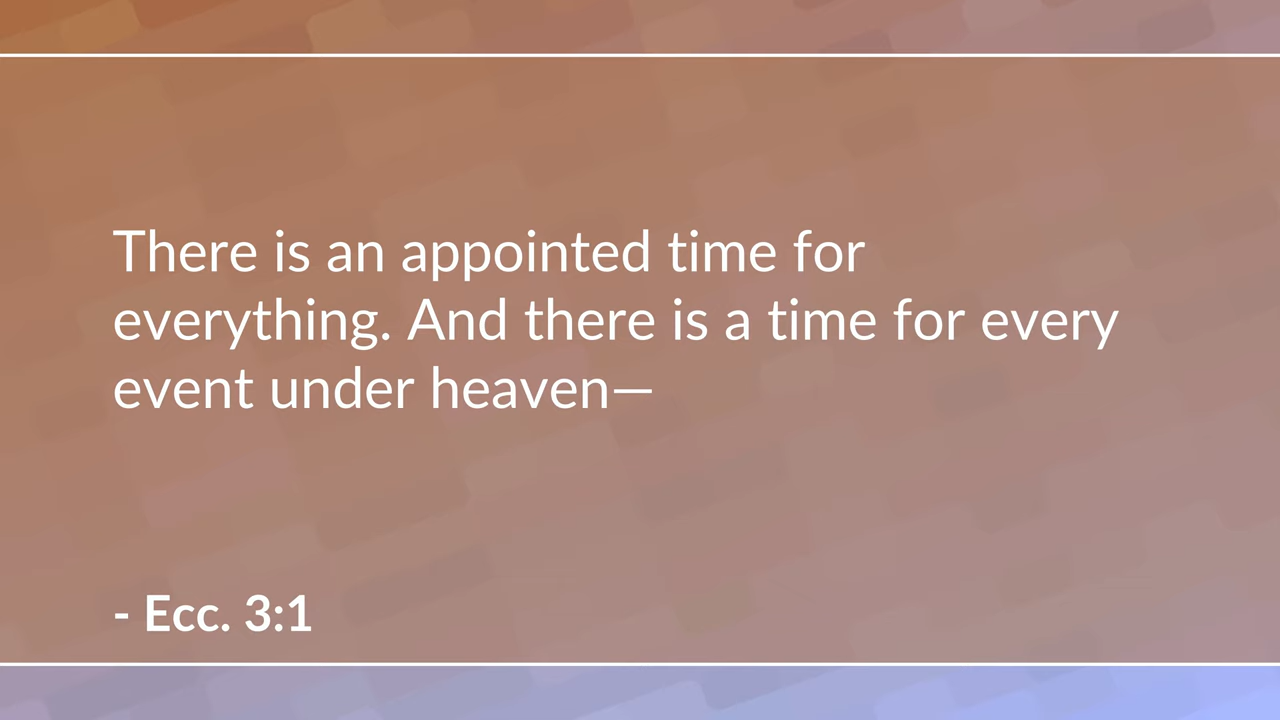 There is an appointed time for
everything. And there is a time for every
event under heaven—
- Ecc. 3:1